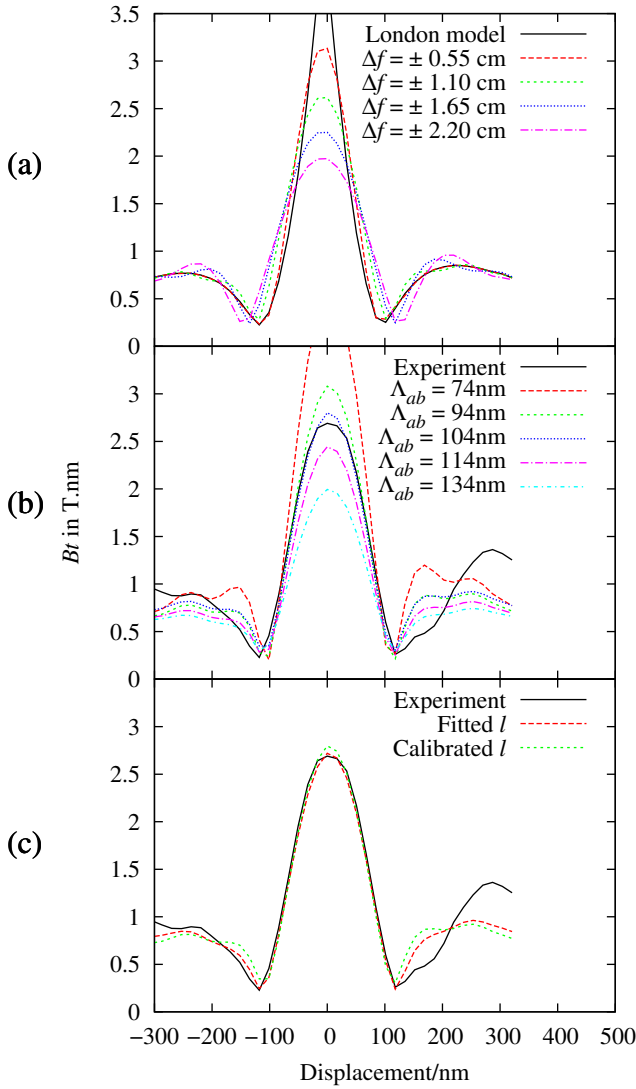 (a)
London model
Δf = ± 0.55 cm
Δf = ± 1.10 cm
Δf = ± 1.65 cm
Δf = ± 2.20 cm
3.5
3
2.5
2
1.5
1
0.5
0
(b)
Bt in T.nm
Experiment
Λab = 74nm
Λab = 94nm
Λab = 104nm
Λab = 114nm
Λab = 134nm
3
2.5
2
1.5
1
0.5
0
(c)
Experiment
Fitted l
Calibrated l
3
2.5
2
1.5
1
0.5
0
−300 −200 −100 0 100 200 300 400 500
Displacement/nm